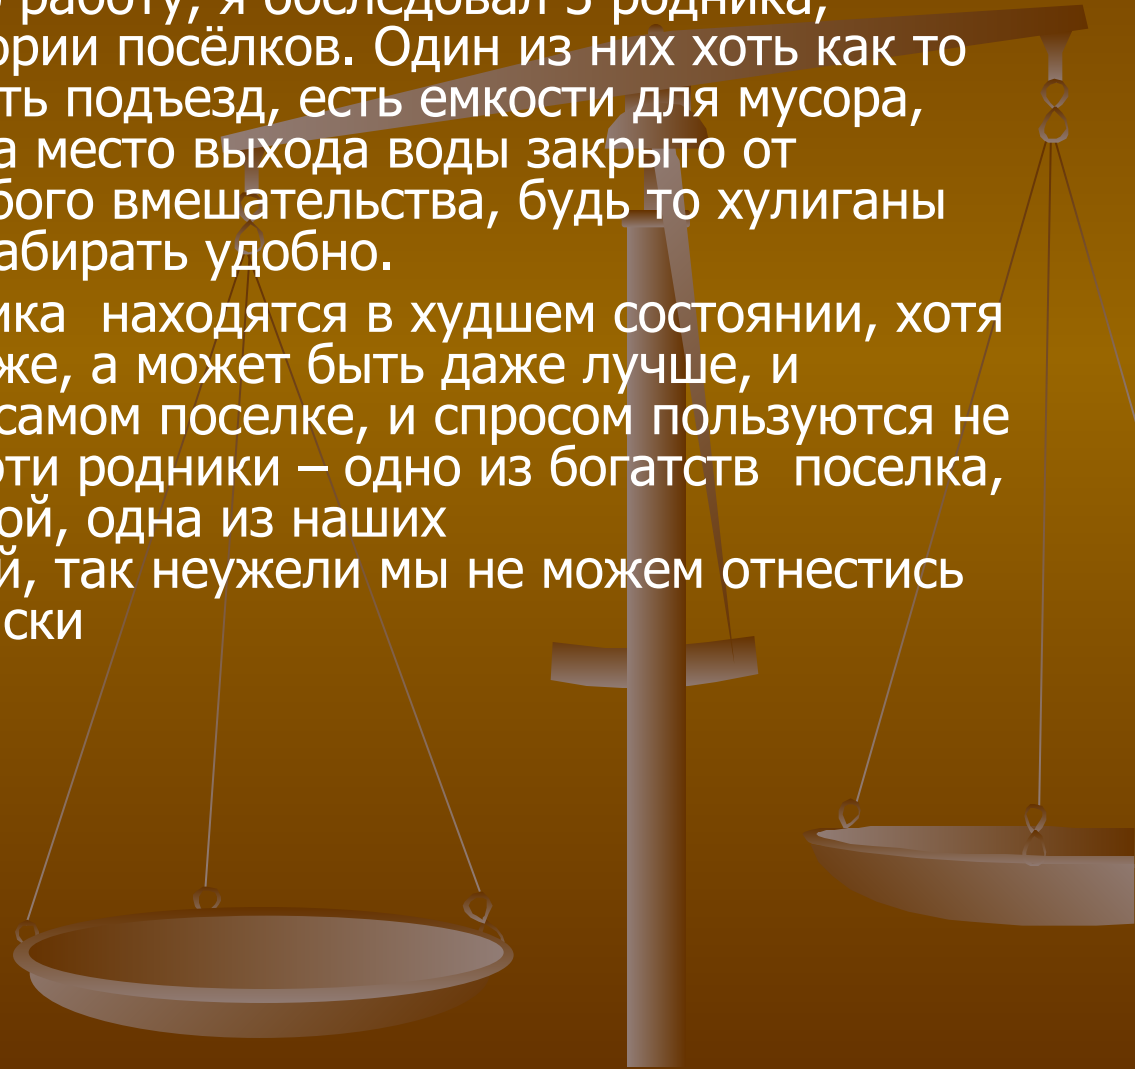 работу, я обследовал 3 родника,
ории посёлков. Один из них хоть как то
ть подъезд, есть емкости для мусора,
а место выхода воды закрыто от
бого вмешательства, будь то хулиганы
абирать удобно.
ика находятся в худшем состоянии, хотя
же, а может быть даже лучше, и
самом поселке, и спросом пользуются не
оти родники – одно из богатств поселка,
ой, одна из наших
й, так неужели мы не можем отнестись
ски